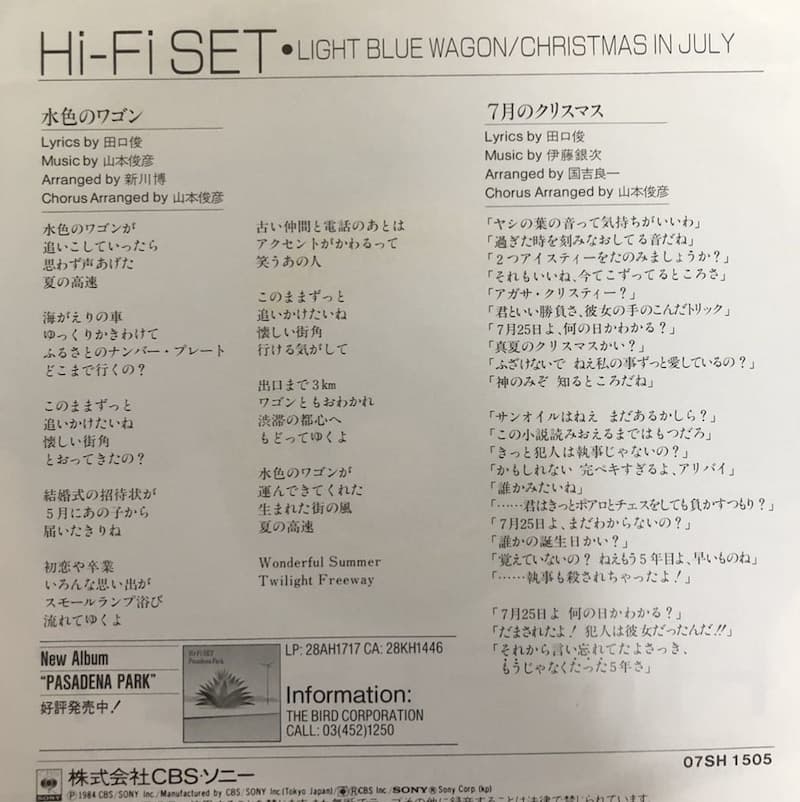 Hi-Fi SET•LIGHT BLUE WAGON/CHRISTMAS IN JULY
水色のワゴン
Lyrics by 田口俊
Music by 山本俊彦
Arranged by 新川博
Chorus Arranged by 山本俊彦
水色のワゴンが
追いこしていったら
思わず声あげた
夏の高速
海がえりの車
ゆっくりかきわけて
ふるさとのナンバー・プレート
どこまで行くの？
このままずっと
追いかけたいね
懐しい街角
とおってきたの？
結婚式の招待状が
５月にあの子から
届いたきりね
初恋や卒業
いろんな思い出が
スモールランプ浴び
流れてゆくよ
古い仲間と電話のあとは
アクセントがかわるって
笑うあの人
このままずっと
追いかけたいね
懐しい街角
行ける気がして
出口まで３km
ワゴンともおわかれ
渋滞の都心へ
もどってゆくよ
水色のワゴンが
運んできてくれた
生まれた街の風
夏の高速
Wonderful Summer
Twilight Freeway
7月のクリスマス
Lyrics by 田口俊
Music by 伊藤銀次
Arranged by 国吉良一
Chorus Arranged by 山本俊彦
「ヤシの葉の音って気持ちがいいわ」
「過ぎた時を刻みなおしてる音だね」
「２つアイスティーをたのみましょうか？」
「それもいいね、今てこずってるところさ」
「アガサ・クリスティー？」
「君といい勝負さ、彼女の手のこんだトリック」
「７月25日よ、何の日かわかる？」
「真夏のクリスマスかい？」
「ふざけないで ねえ私の事ずっと愛しているの？」
「神のみぞ 知るところだね」
「サンオイルはねえ まだあるかしら？」
「この小説読みおえるまではもつだろ」
「きっと犯人は執事じゃないの？」
「かもしれない 完ペキすぎるよ、アリバイ」
「誰かみたいね」
「……君はきっとポアロとチェスをしても負かすつもり？」
「７月25日よ、まだわからないの？」
「誰かの誕生日かい？」
「覚えていないの？ ねえもう５年目よ、早いものね」
「……執事も殺されちゃったよ！」
「７月25日よ 何の日かわかる？」
「だまされたよ！ 犯人は彼女だったんだ!!」
「それから言い忘れてたよさっき、
もうじゃなくたった５年さ」
New Album
"PASADENA PARK"
好評発売中！
Hi-Fi SET
Pasadena Park
LP: 28AH1717 CA: 28KH1446
Information:
THE BIRD CORPORATION
CALL: 03(452)1250
07SH 1505
株式会社CBS・ソニー
Ⓟ 1984 CBS/SONY Inc./Manufactured by CBS/SONY Inc (Tokyo Japan)/®CBS Inc./SONY® Sony Corp. (kp)